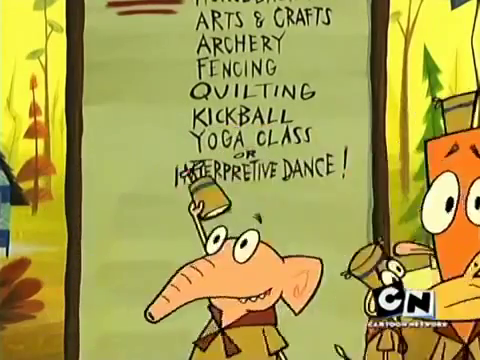 ARTS & CRAFTS
ARCHERY
FENCING
QUILTING
KICKBALL
YOGA CLASS
OR
INTERPRETIVE DANCE!
CN
CARTOON NETWORK